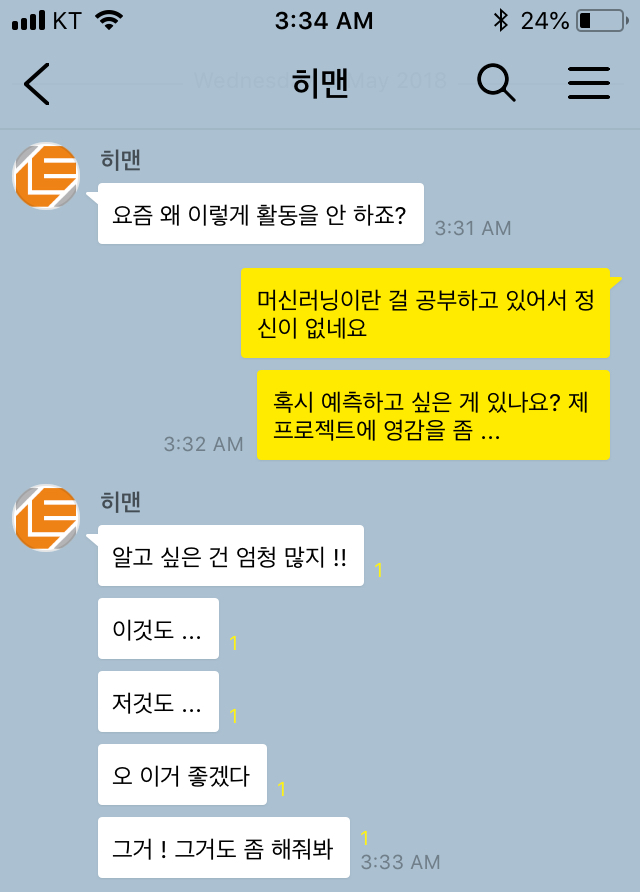 KT 3:34 AM 24%
Wednesd May 2018
히맨
히맨
요즘 왜 이렇게 활동을 안 하죠?
3:31 AM
머신러닝이란 걸 공부하고 있어서 정
신이 없네요
혹시 예측하고 싶은 게 있나요? 제
프로젝트에 영감을 좀 ...
3:32 AM
히맨
알고 싶은 건 엄청 많지 !!
1
이것도 ...
1
저것도 ...
1
오 이거 좋겠다
1
그거 ! 그거도 좀 해줘봐
1
3:33 AM